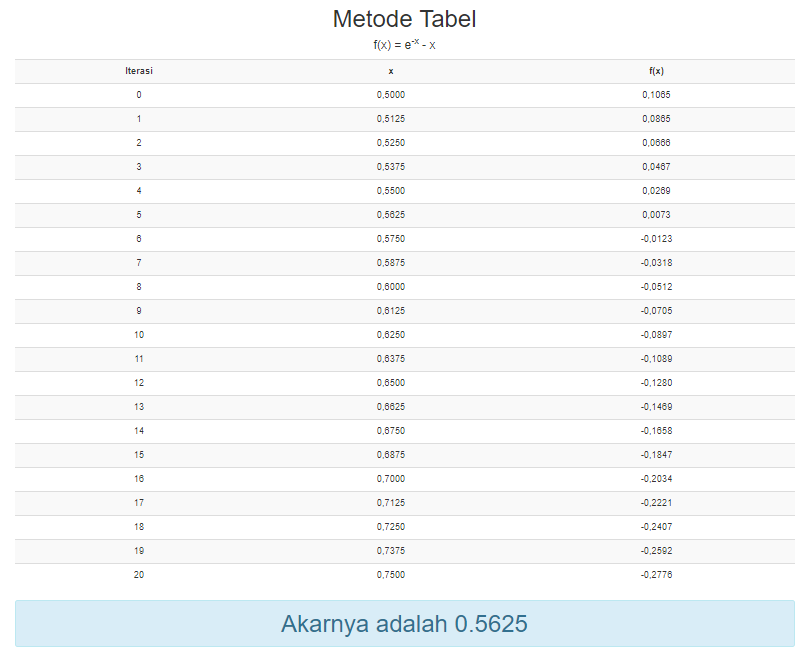 Metode Tabel
f(x) = e^-x - x
Iterasi x f(x)
0 0,5000 0,1065
1 0,5125 0,0865
2 0,5250 0,0666
3 0,5375 0,0467
4 0,5500 0,0269
5 0,5625 0,0073
6 0,5750 -0,0123
7 0,5875 -0,0318
8 0,6000 -0,0512
9 0,6125 -0,0705
10 0,6250 -0,0897
11 0,6375 -0,1089
12 0,6500 -0,1280
13 0,6625 -0,1469
14 0,6750 -0,1658
15 0,6875 -0,1847
16 0,7000 -0,2034
17 0,7125 -0,2221
18 0,7250 -0,2407
19 0,7375 -0,2592
20 0,7500 -0,2776
Akarnya adalah 0.5625